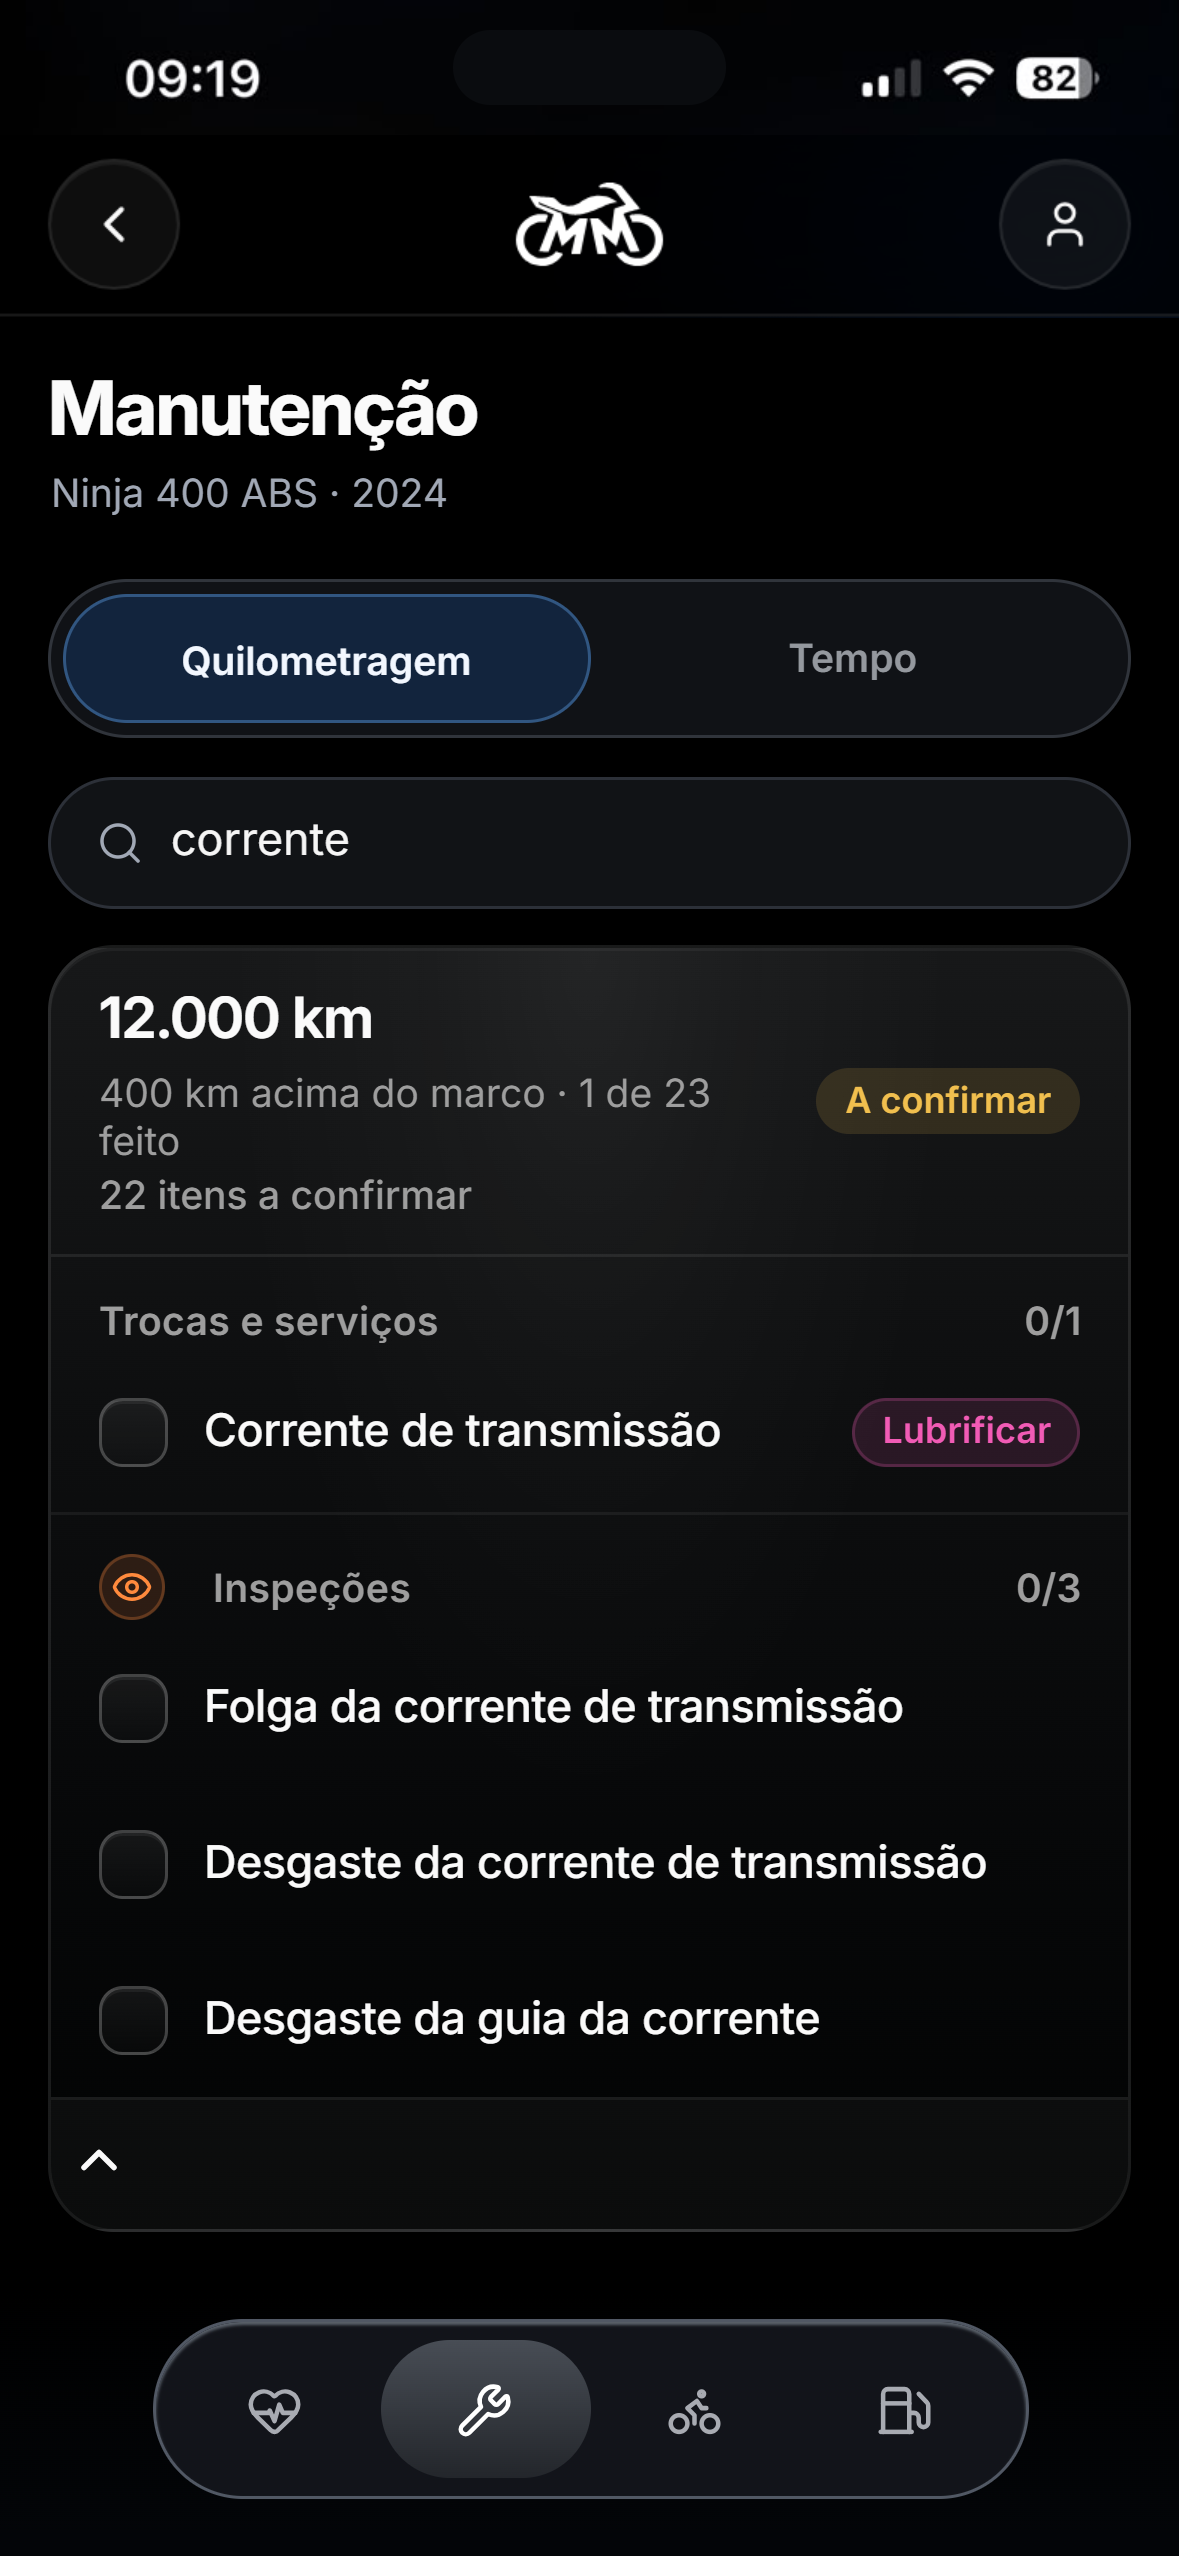 09:19
82
MM
Manutenção
Ninja 400 ABS · 2024
Quilometragem
Tempo
corrente
12.000 km
400 km acima do marco · 1 de 23
feito
22 itens a confirmar
A confirmar
Trocas e serviços
0/1
Corrente de transmissão
Lubrificar
Inspeções
0/3
Folga da corrente de transmissão
Desgaste da corrente de transmissão
Desgaste da guia da corrente